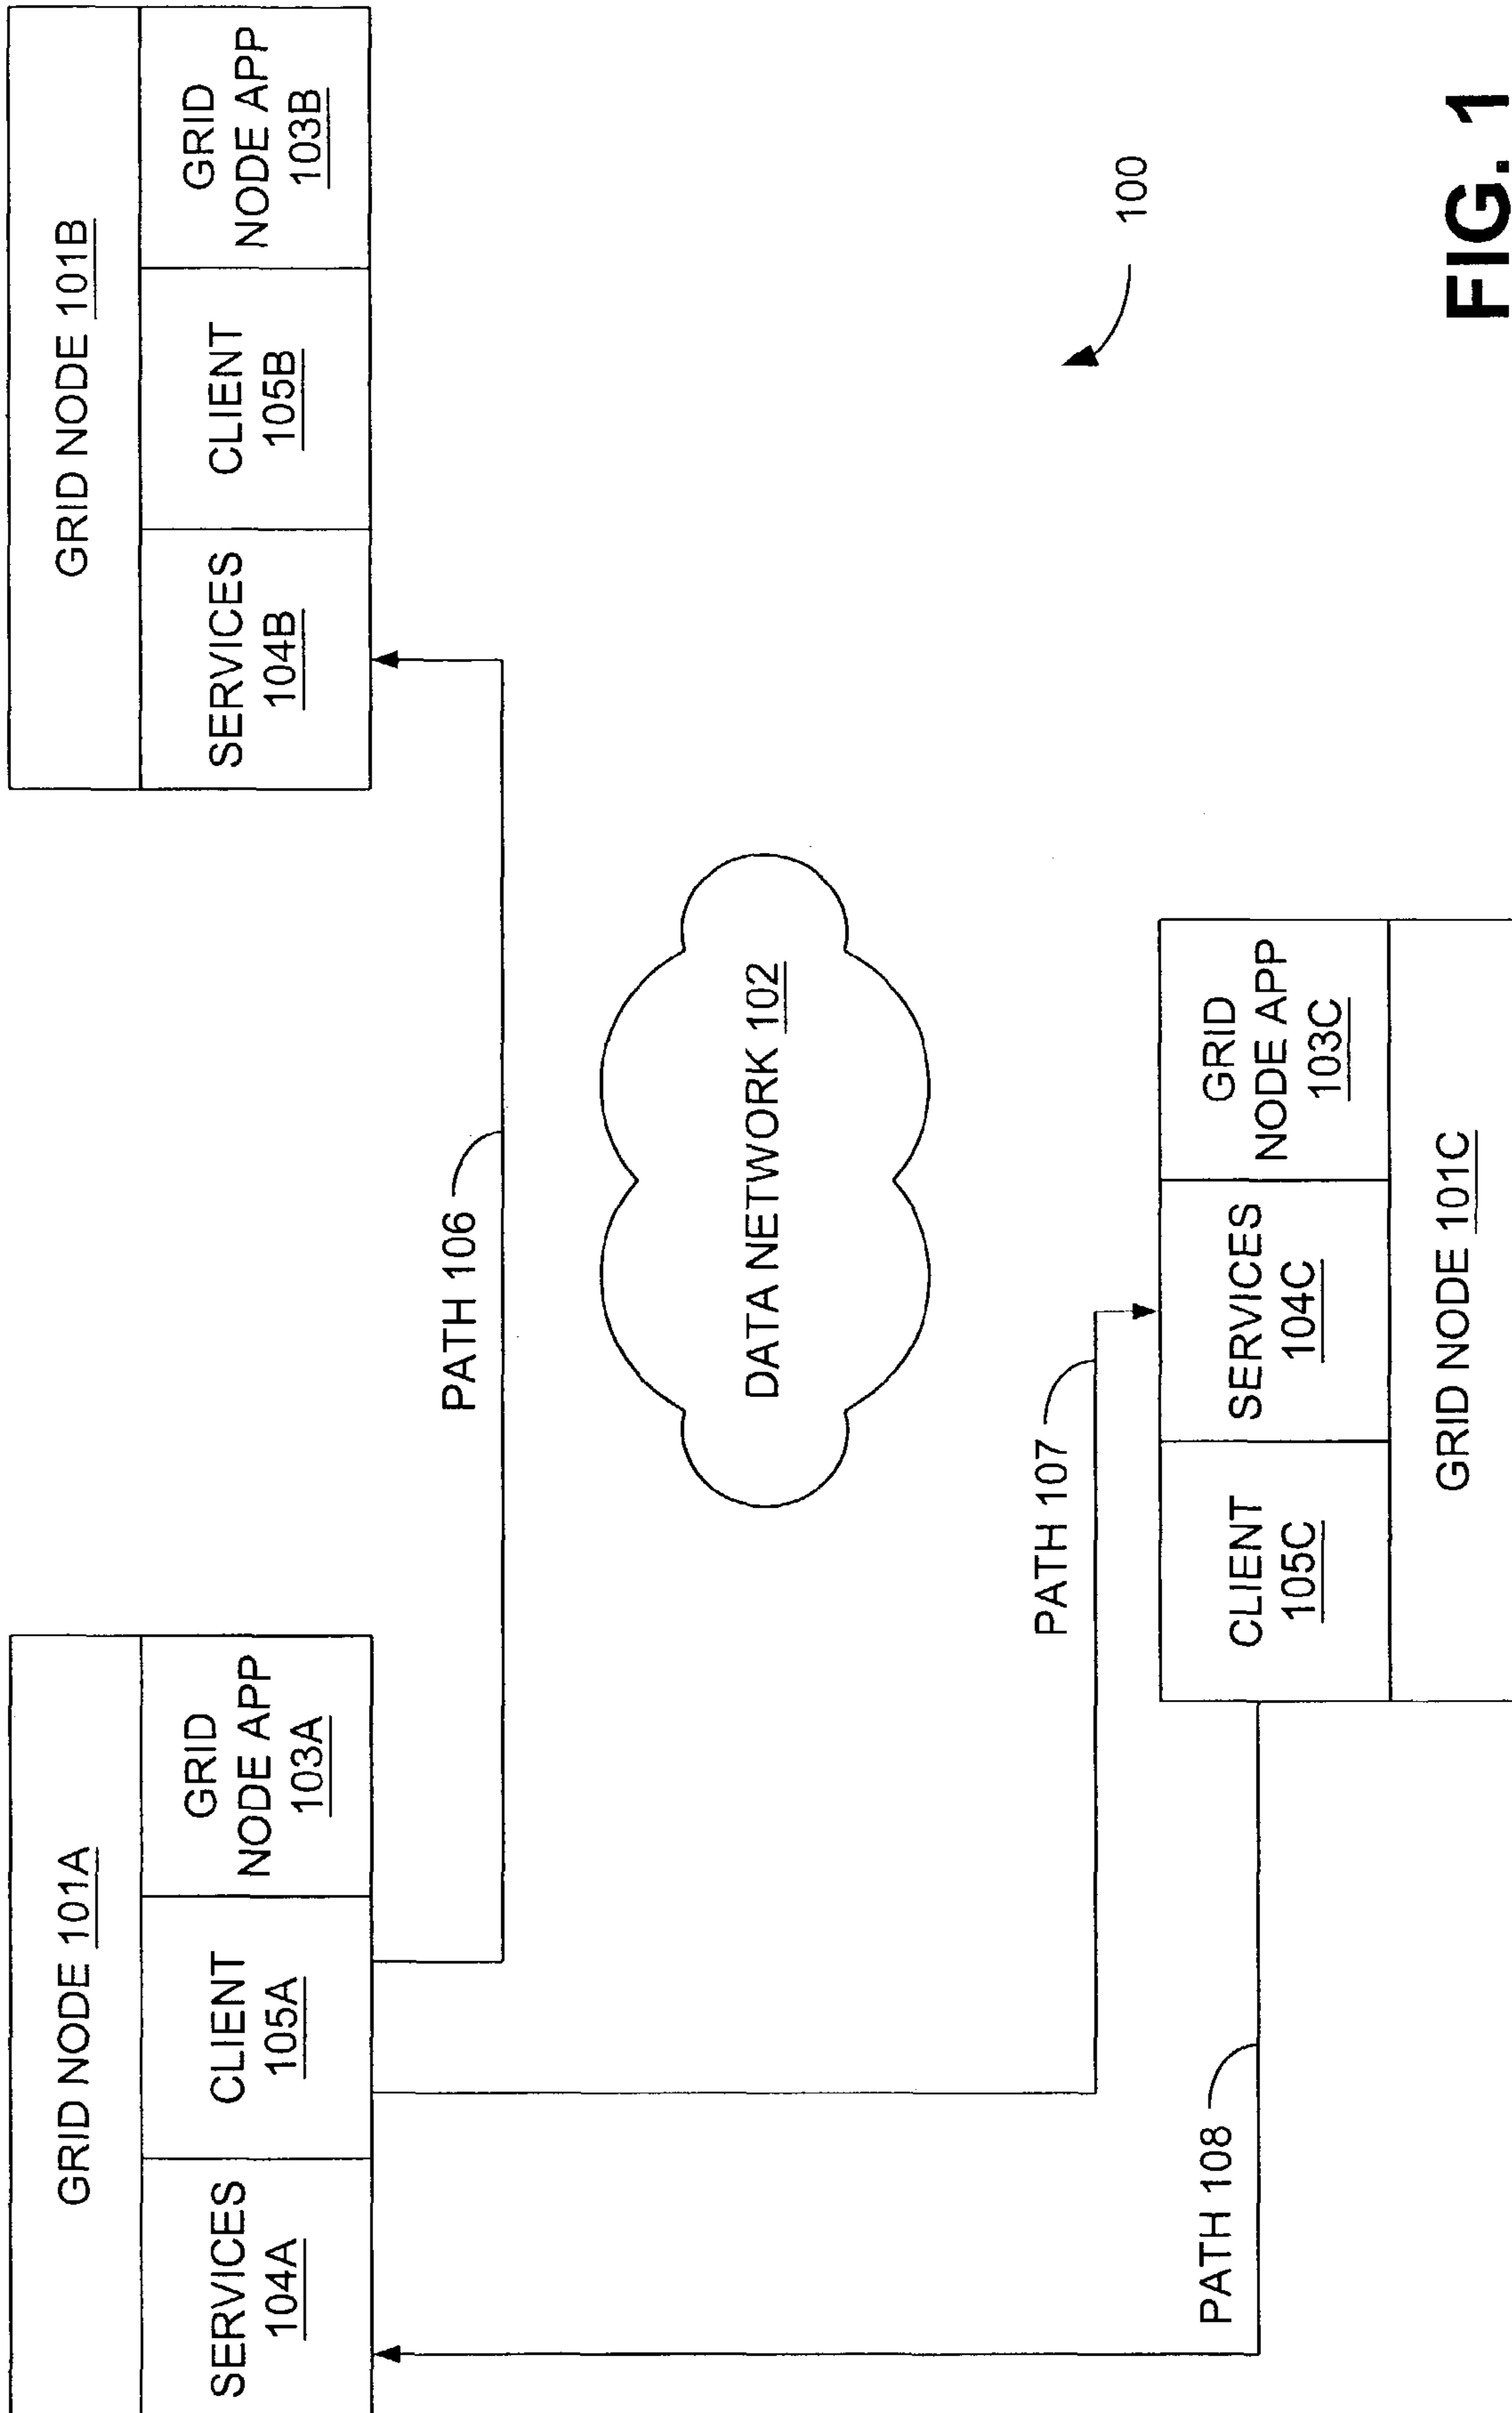 GRID NODE 101A
SERVICES
104A
CLIENT
105A
GRID
NODE APP
103A
GRID NODE 101B
SERVICES
104B
CLIENT
105B
GRID
NODE APP
103B
PATH 106
DATA NETWORK 102
PATH 107
PATH 108
100
CLIENT
105C
SERVICES
104C
GRID
NODE APP
103C
GRID NODE 101C
FIG. 1